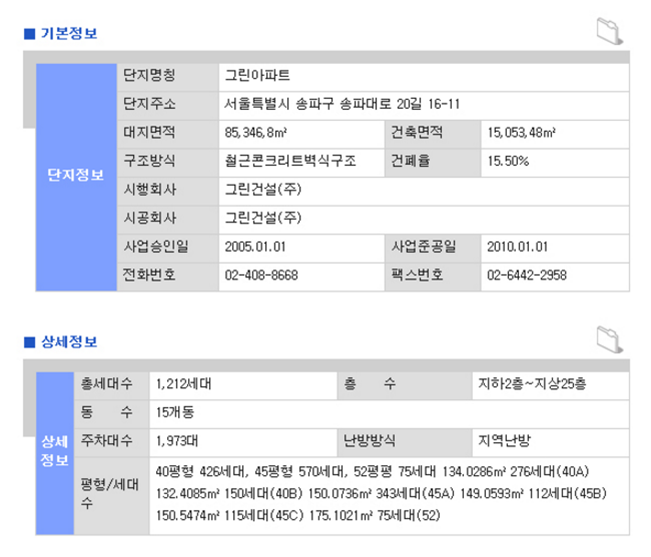 기본정보
단지정보
단지명칭 그린아파트
단지주소 서울특별시 송파구 송파대로 20길 16-11
대지면적 85,346,8㎡ 건축면적 15,053,48㎡
구조방식 철근콘크리트벽식구조 건폐율 15.50%
시행회사 그린건설(주)
시공회사 그린건설(주)
사업승인일 2005.01.01 사업준공일 2010.01.01
전화번호 02-408-8668 팩스번호 02-6442-2958
상세정보
상세
정보
총세대수 1,212세대 층 수 지하2층~지상25층
동 수 15개동
주차대수 1,973대 난방방식 지역난방
평형/세대
수
40평형 426세대, 45평형 570세대, 52평평 75세대 134.0286㎡ 276세대(40A)
132.4085㎡ 150세대(40B) 150.0736㎡ 343세대(45A) 149.0593㎡ 112세대(45B)
150.5474㎡ 115세대(45C) 175.1021㎡ 75세대(52)